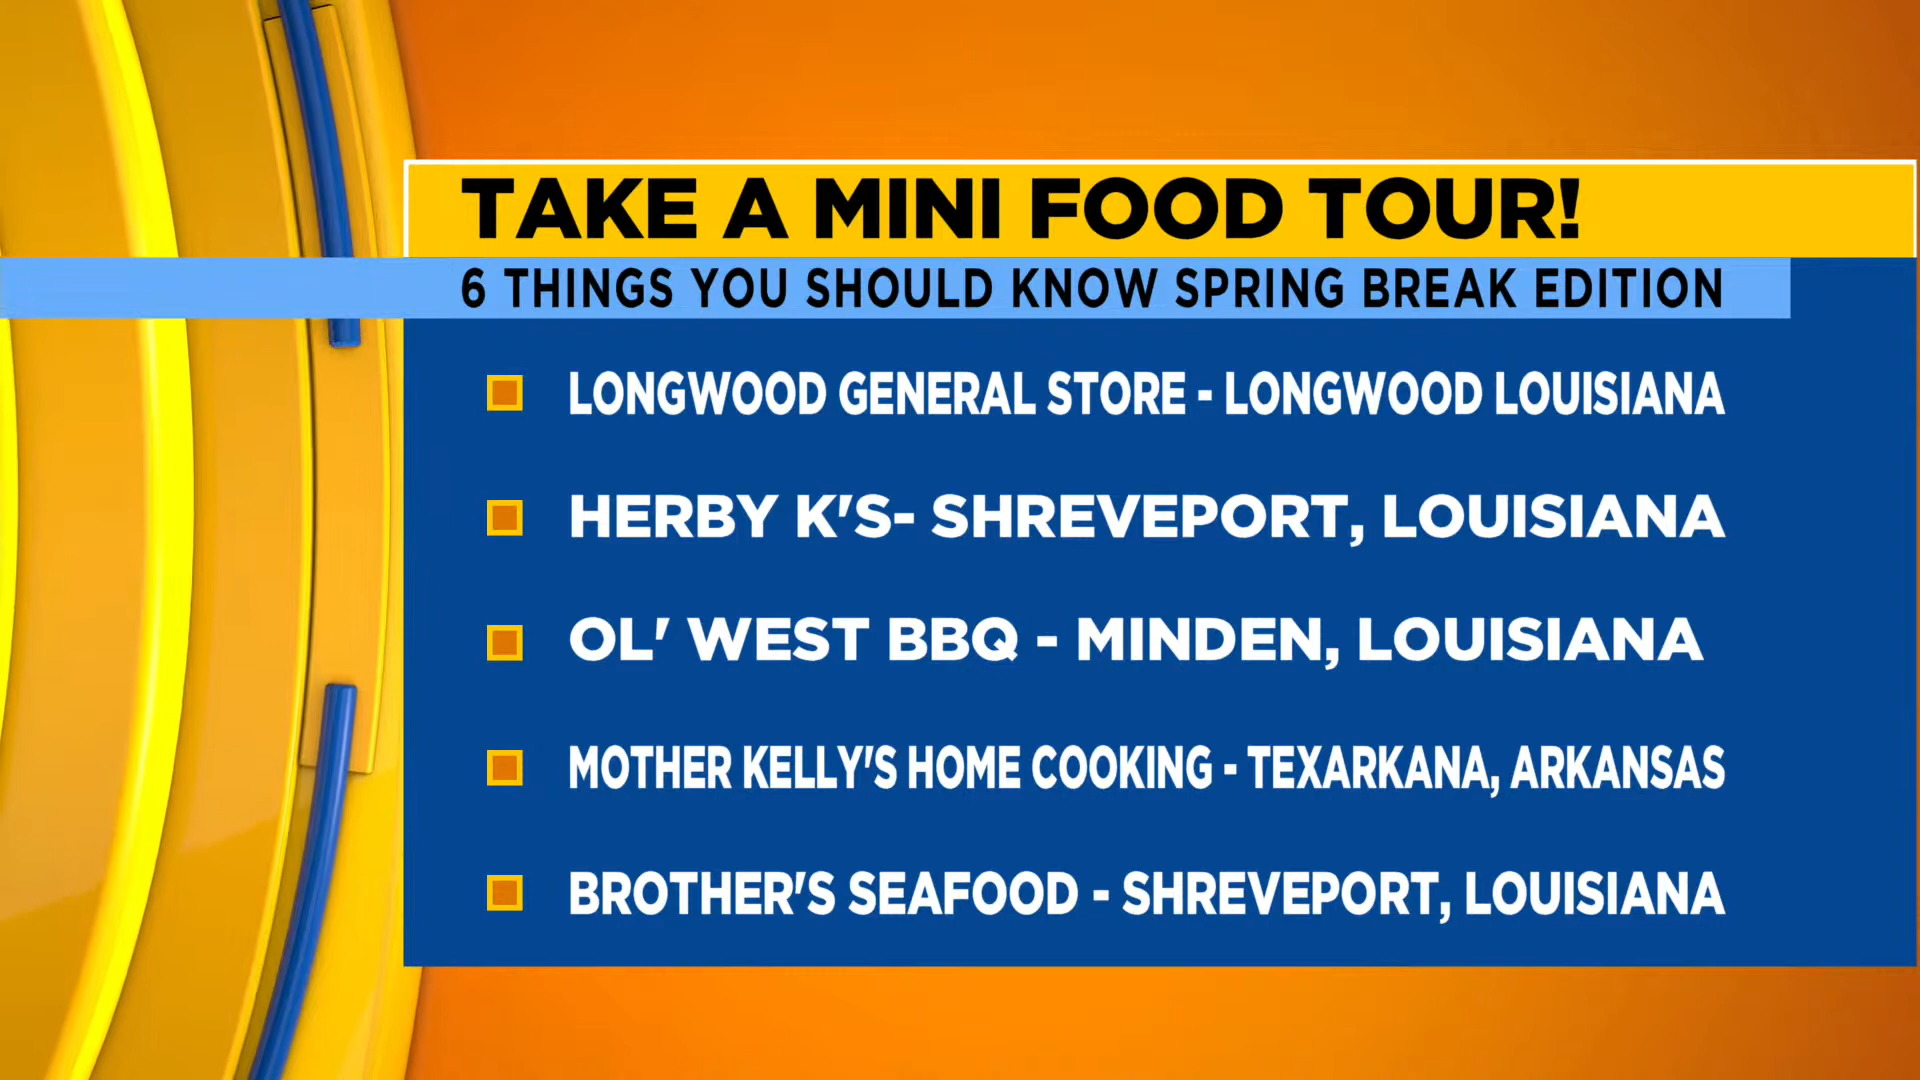 TAKE A MINI FOOD TOUR!
6 THINGS YOU SHOULD KNOW SPRING BREAK EDITION
LONGWOOD GENERAL STORE - LONGWOOD LOUISIANA
HERBY K'S- SHREVEPORT, LOUISIANA
OL' WEST BBQ - MINDEN, LOUISIANA
MOTHER KELLY'S HOME COOKING - TEXARKANA, ARKANSAS
BROTHER'S SEAFOOD - SHREVEPORT, LOUISIANA